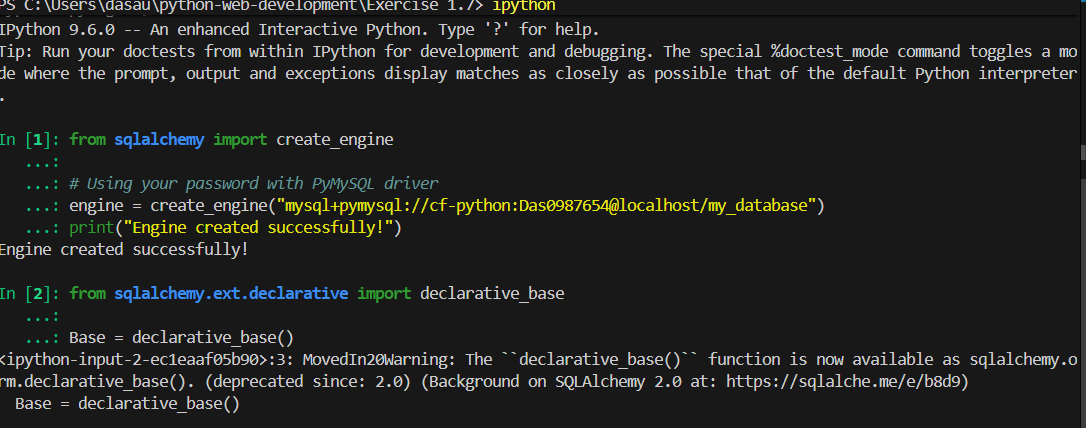 PS C:\Users\dasau\python-web-development\Exercise 1.7> ipython
IPython 9.6.0 -- An enhanced Interactive Python. Type '?' for help.
Tip: Run your doctests from within IPython for development and debugging. The special %doctest_mode command toggles a mo
de where the prompt, output and exceptions display matches as closely as possible that of the default Python interpreter
.
In [1]: from sqlalchemy import create_engine
...:
...: # Using your password with PyMySQL driver
...: engine = create_engine("mysql+pymysql://cf-python:Das0987654@localhost/my_database")
...: print("Engine created successfully!")
Engine created successfully!
In [2]: from sqlalchemy.ext.declarative import declarative_base
...:
...: Base = declarative_base()
<ipython-input-2-ec1eaaf05b90>:3: MovedIn20Warning: The ``declarative_base()`` function is now available as sqlalchemy.o
rm.declarative_base(). (deprecated since: 2.0) (Background on SQLAlchemy 2.0 at: https://sqlalche.me/e/b8d9)
Base = declarative_base()